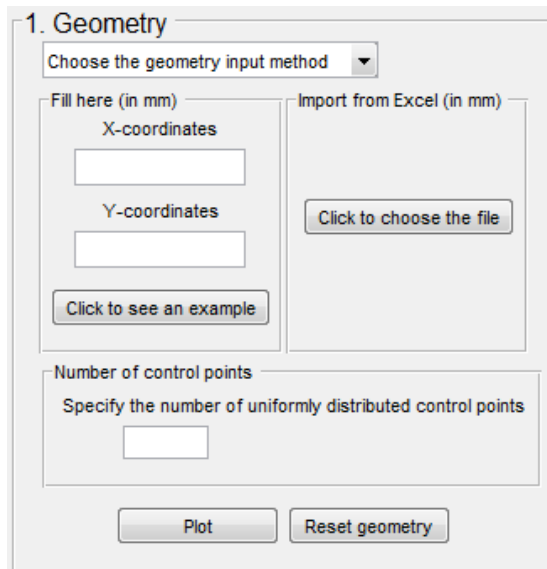 1. Geometry
Choose the geometry input method
Fill here (in mm)
X-coordinates
Y-coordinates
Click to see an example
Import from Excel (in mm)
Click to choose the file
Number of control points
Specify the number of uniformly distributed control points
Plot
Reset geometry